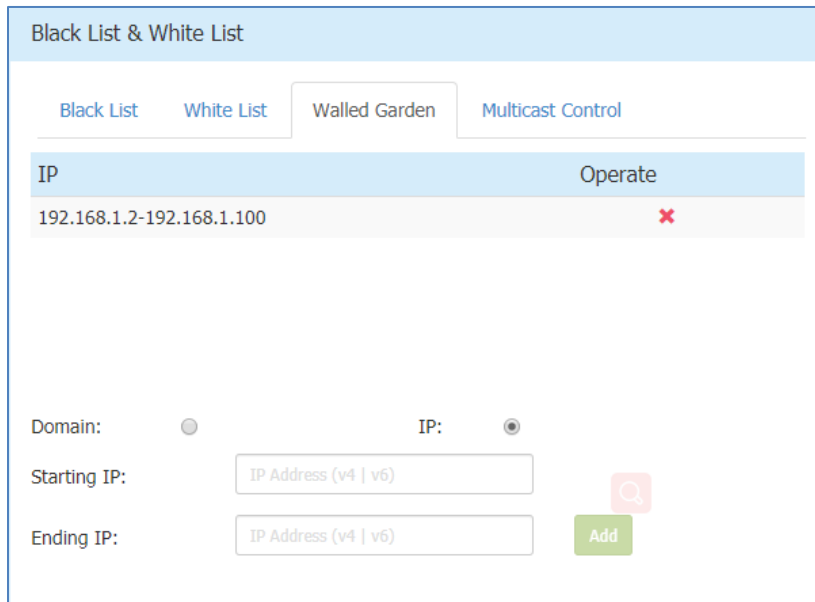 Black List & White List
Black List White List Walled Garden Multicast Control
IP Operate
192.168.1.2-192.168.1.100
Domain: IP:
Starting IP: IP Address (v4 | v6)
Ending IP: IP Address (v4 | v6) Add